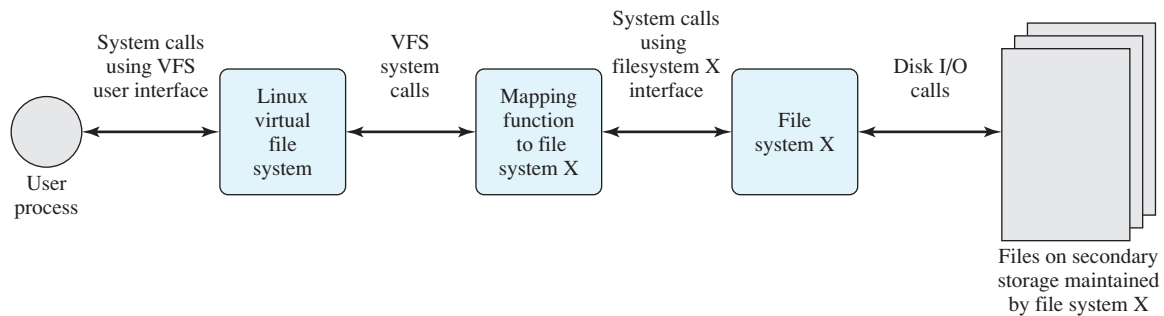 System calls
using VFS
user interface
VFS
system
calls
System calls
using
filesystem X
interface
Disk I/O
calls
User
process
Linux
virtual
file
system
Mapping
function
to file
system X
File
system X
Files on secondary
storage maintained
by file system X